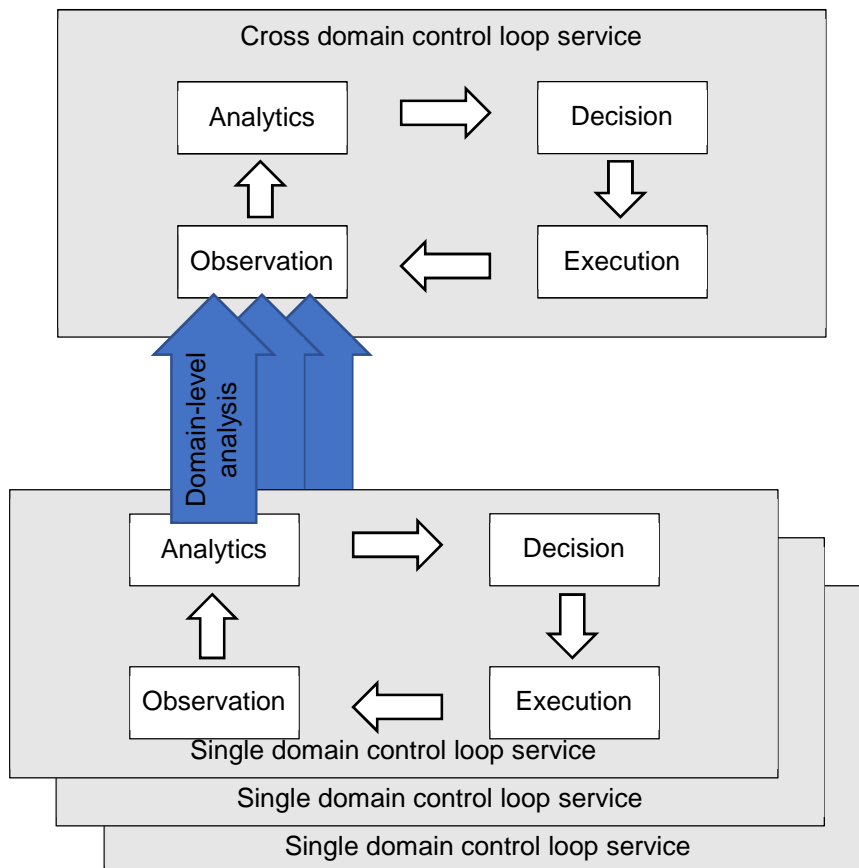 Cross domain control loop service
Analytics
Decision
Observation
Execution
Domain-level
analysis
Analytics
Decision
Observation
Execution
Single domain control loop service
Single domain control loop service
Single domain control loop service